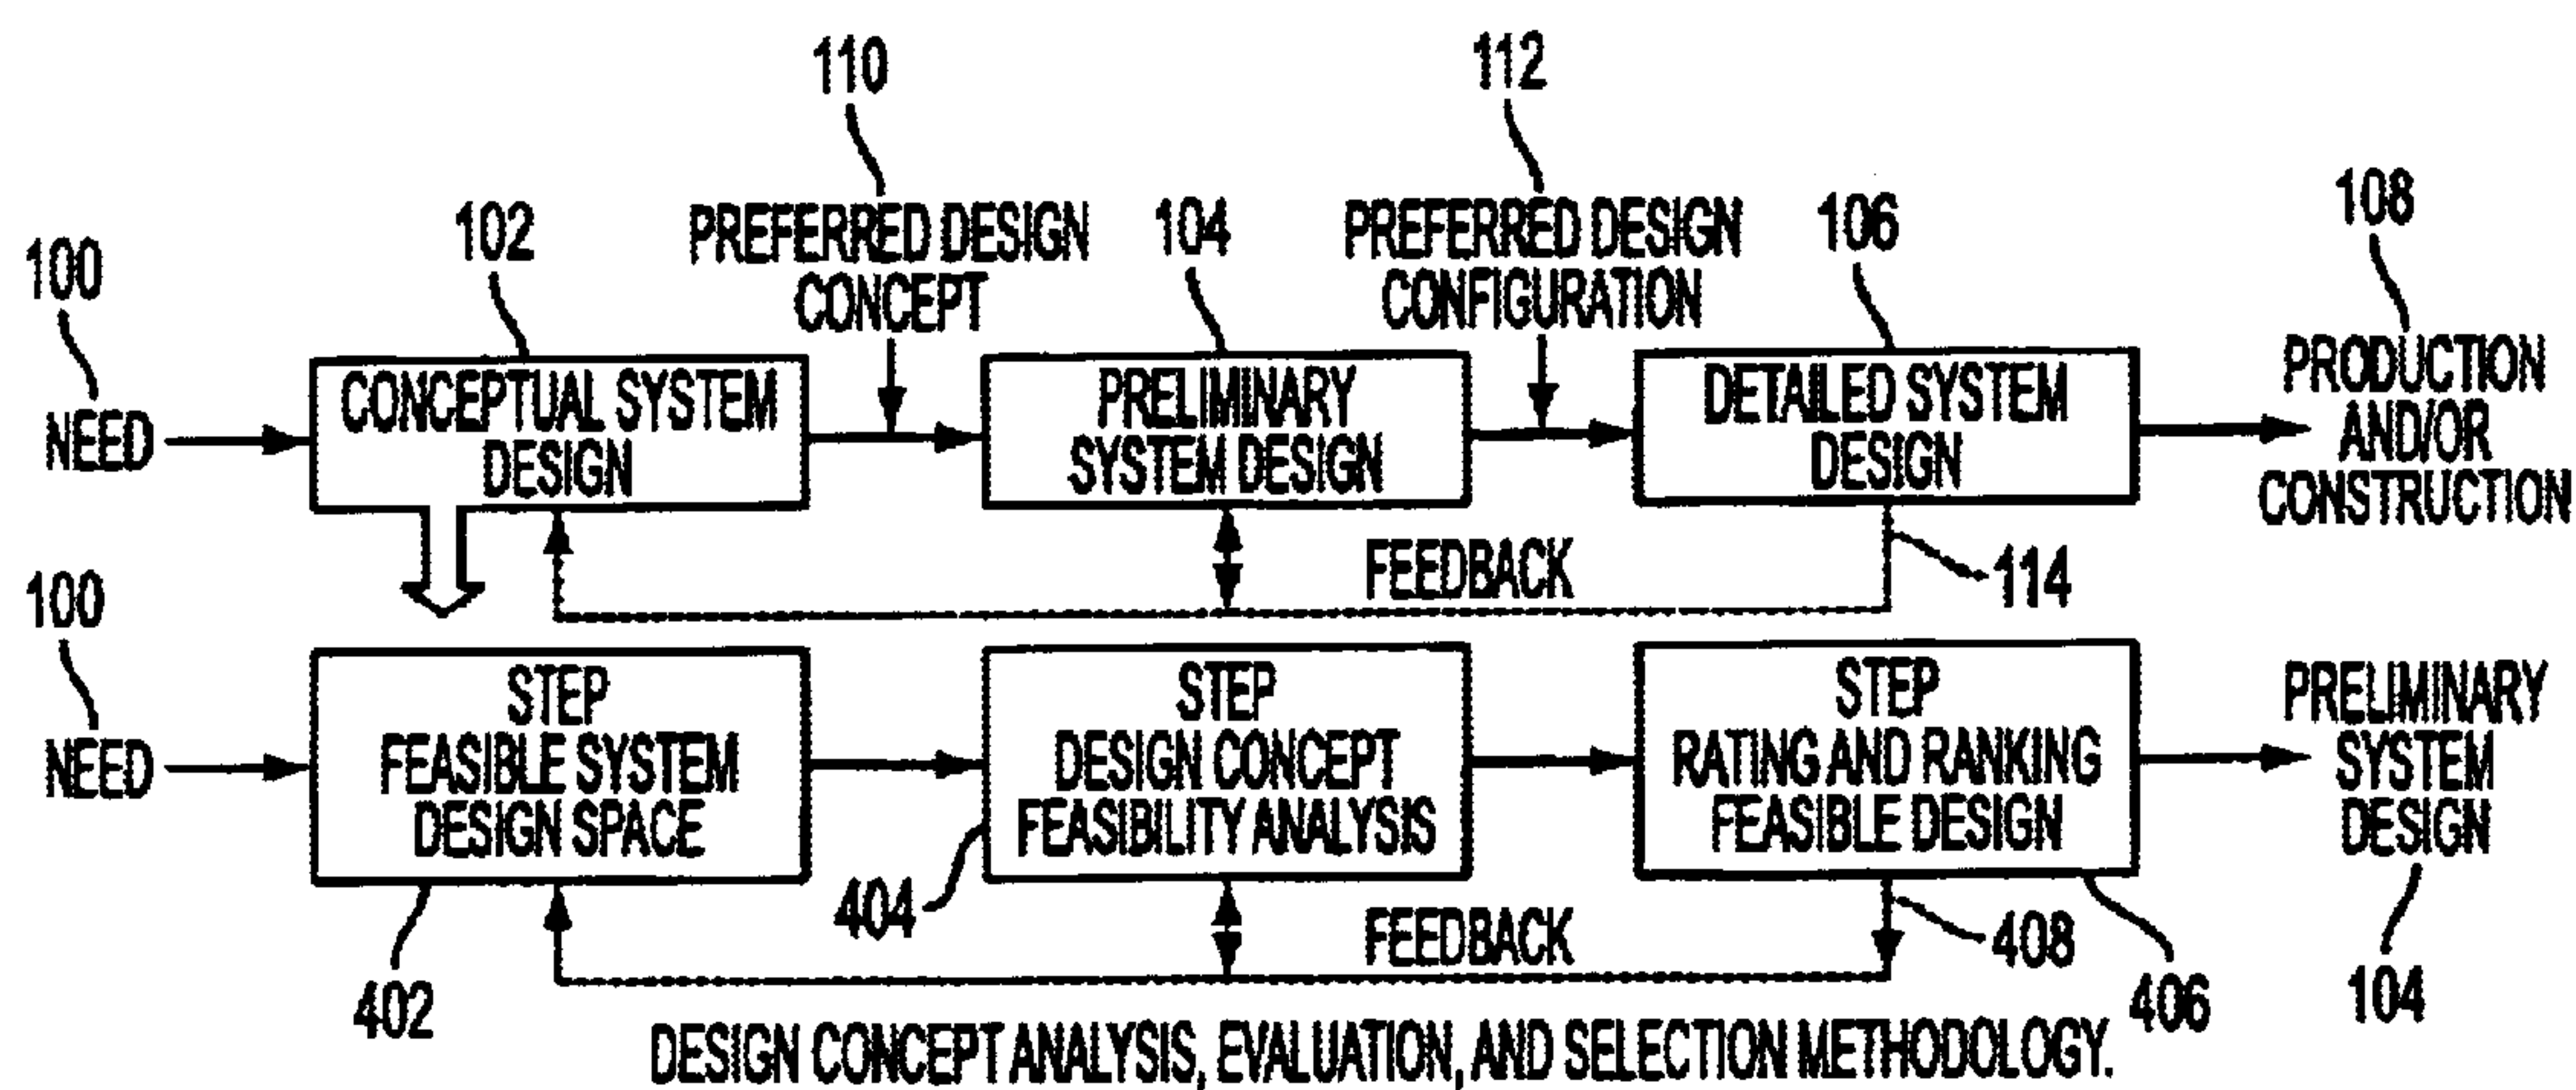 110
112
108
102
PREFERRED DESIGN
CONCEPT
104
PREFERRED DESIGN
CONFIGURATION
106
100
NEED
CONCEPTUAL SYSTEM
DESIGN
PRELIMINARY
SYSTEM DESIGN
DETAILED SYSTEM
DESIGN
PRODUCTION
AND/OR
CONSTRUCTION
FEEDBACK
114
100
NEED
STEP
FEASIBLE SYSTEM
DESIGN SPACE
STEP
DESIGN CONCEPT
FEASIBILITY ANALYSIS
STEP
RATING AND RANKING
FEASIBLE DESIGN
PRELIMINARY
SYSTEM
DESIGN
402
404
FEEDBACK
408
406
104
DESIGN CONCEPT ANALYSIS, EVALUATION, AND SELECTION METHODOLOGY.